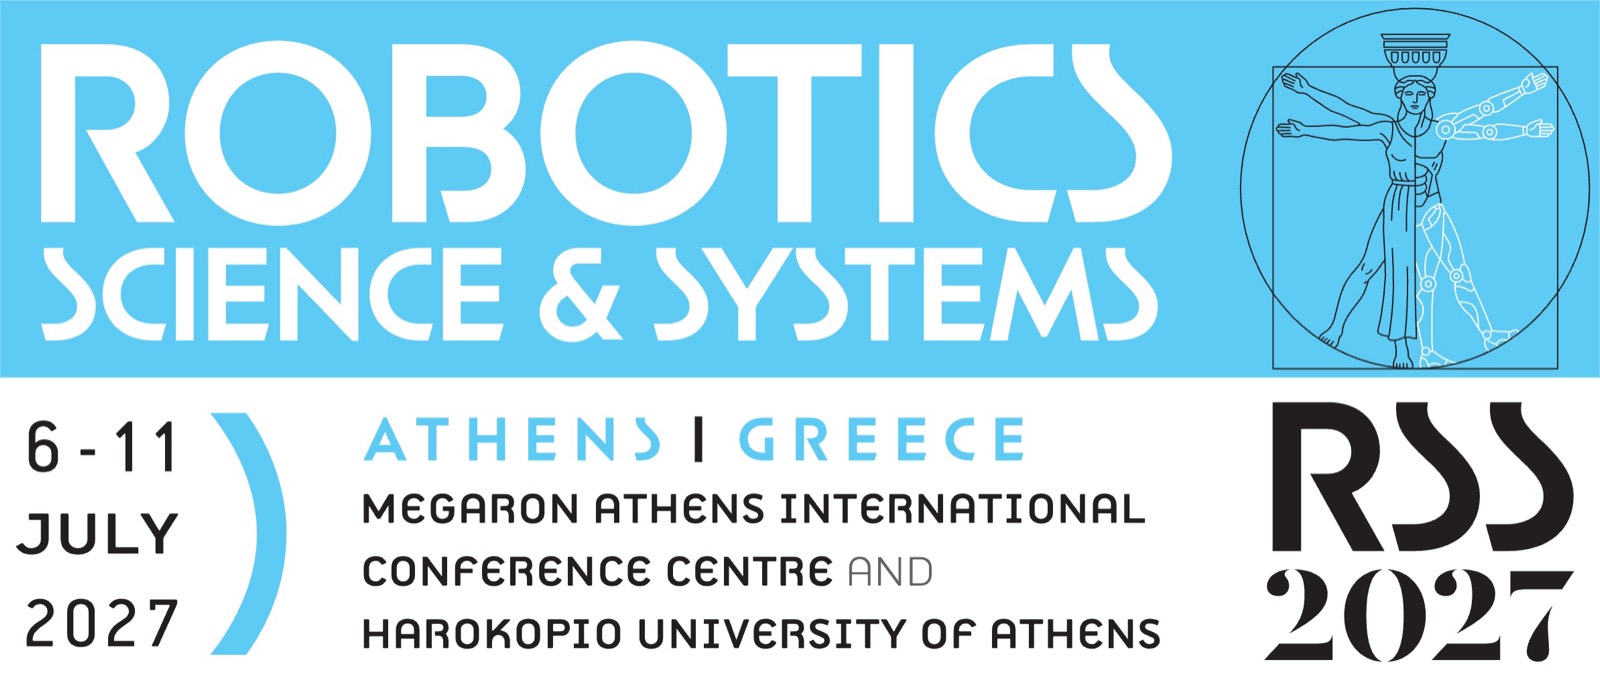 ROBOTICS
SCIENCE & SYSTEMS
6 - 11
JULY
2027
ATHENS | GREECE
MEGARON ATHENS INTERNATIONAL
CONFERENCE CENTRE AND
HAROKOPIO UNIVERSITY OF ATHENS
RSS
2027